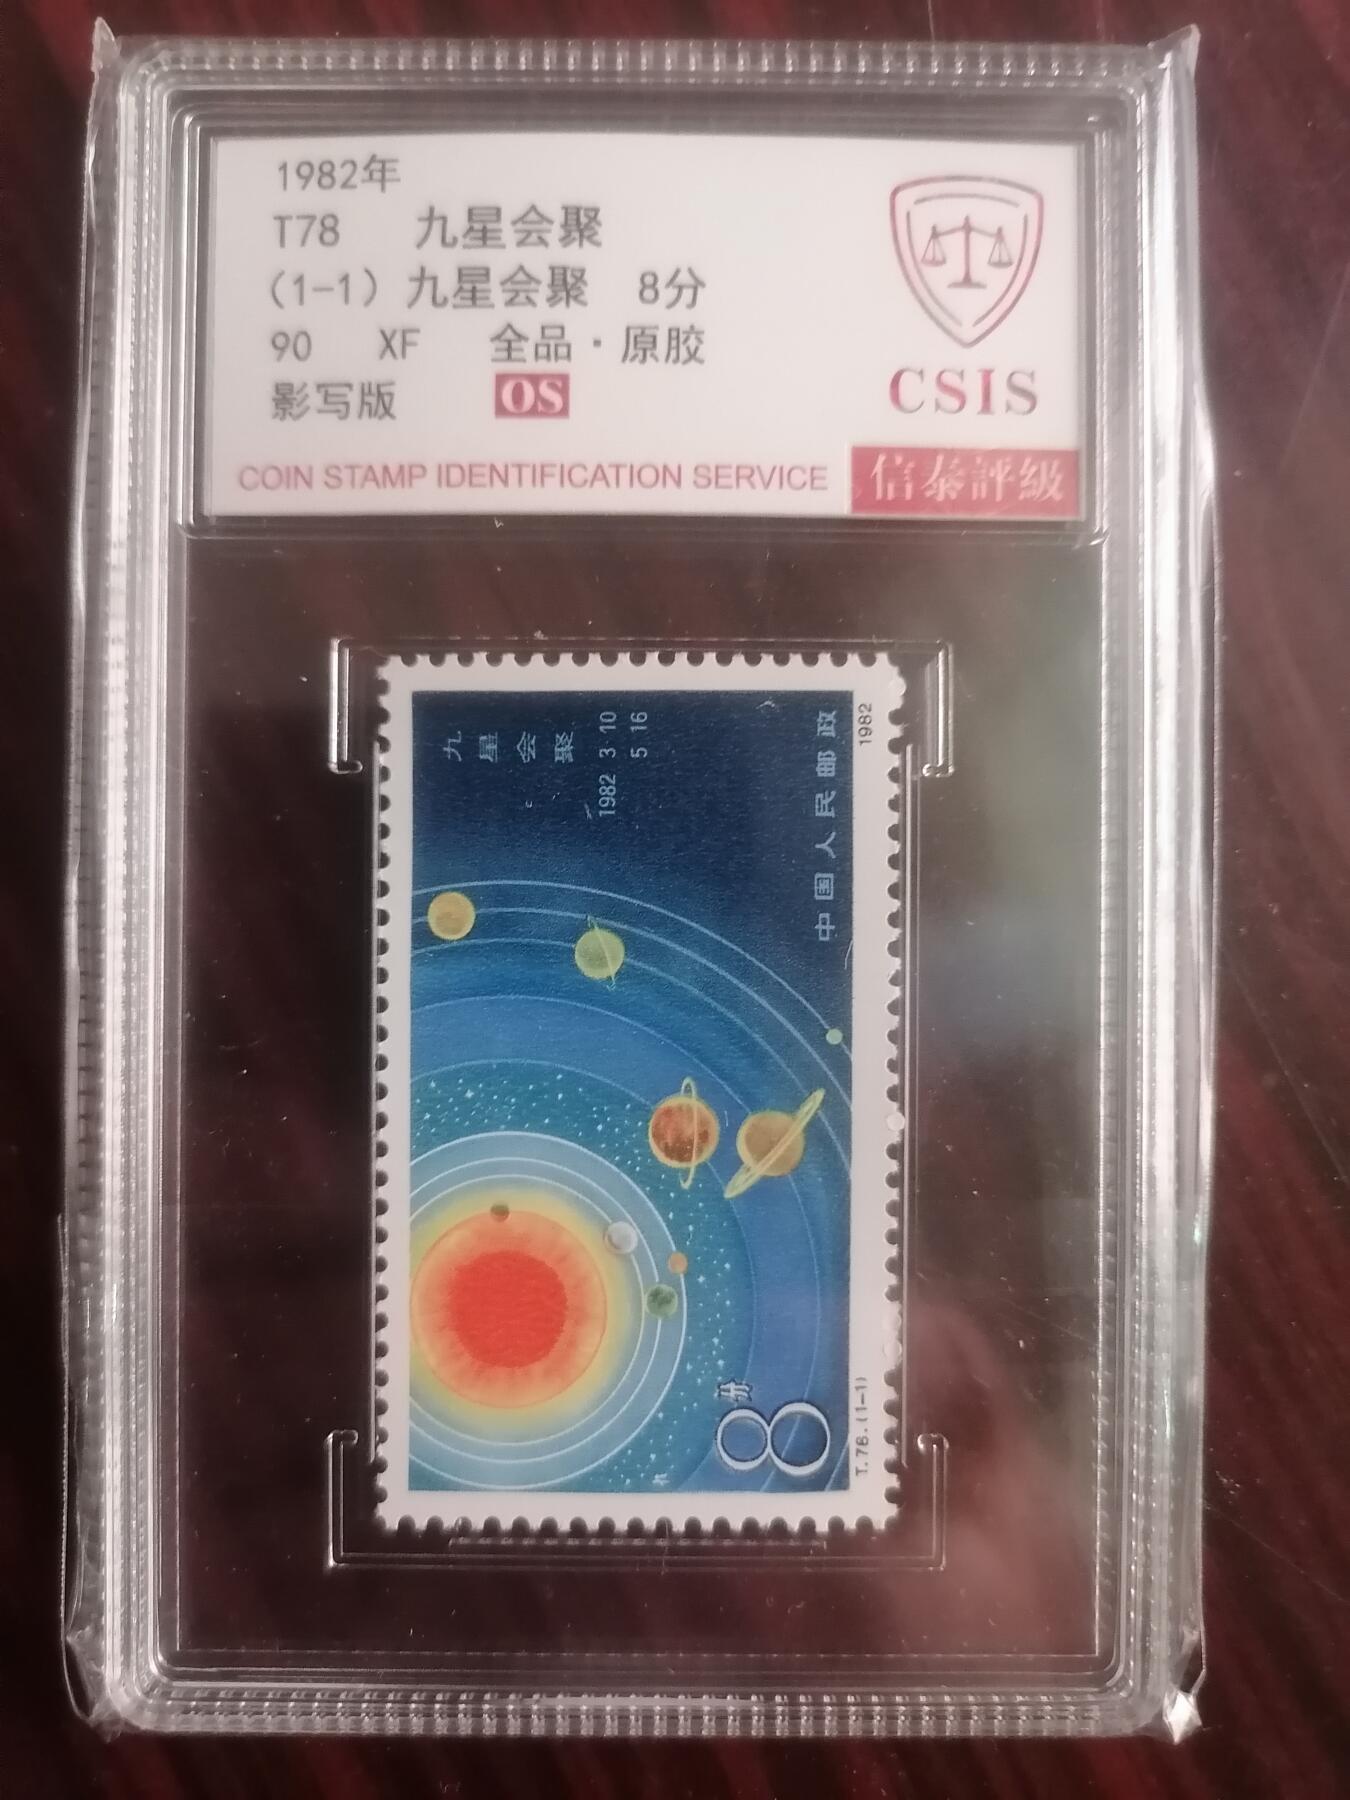 1982年
T78 九星会聚
(1-1) 九星会聚 8分
90 XF 全品·原胶
影写版 OS
CSIS
COIN STAMP IDENTIFICATION SERVICE 信泰評級
九星会聚
1982 3·10
5 16
中国人民邮政
1982
8分
T.78.(1-1)